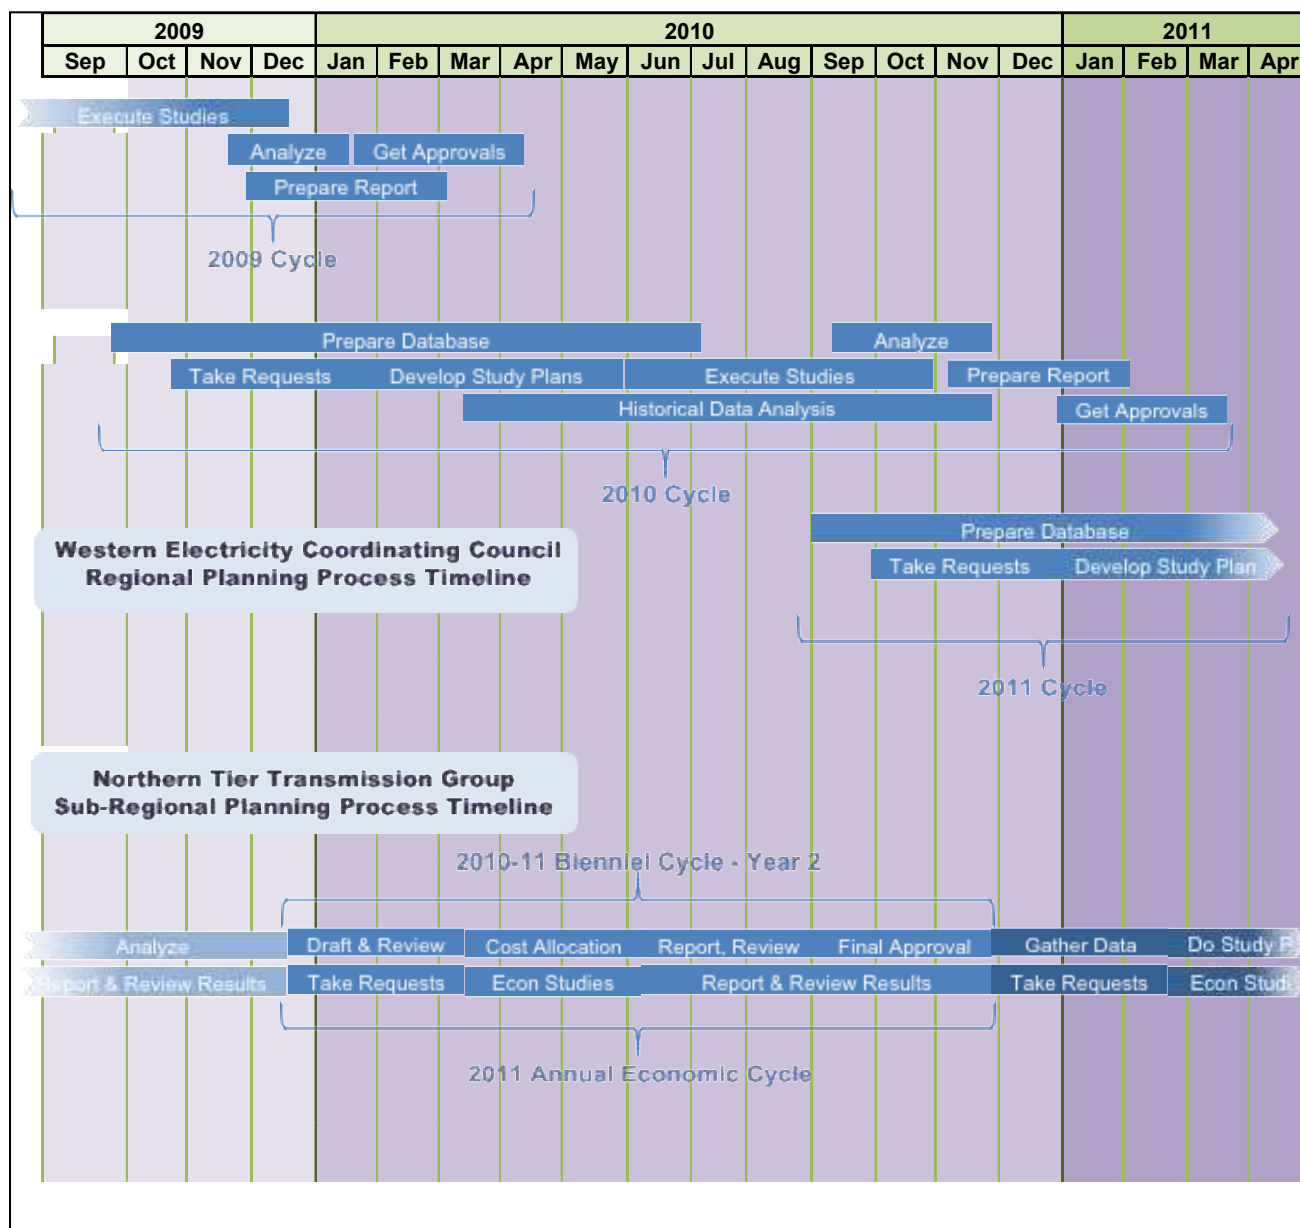 2009 2010 2011
Sep Oct Nov Dec Jan Feb Mar Apr May Jun Jul Aug Sep Oct Nov Dec Jan Feb Mar Apr
Execute Studies
Analyze Get Approvals
Prepare Report
2009 Cycle
Prepare Database Analyze
Take Requests Develop Study Plans Execute Studies Prepare Report
Historical Data Analysis Get Approvals
2010 Cycle
Prepare Database
Western Electricity Coordinating Council
Regional Planning Process Timeline
Take Requests Develop Study Plan
2011 Cycle
Northern Tier Transmission Group
Sub-Regional Planning Process Timeline
2010-11 Bienniel Cycle - Year 2
Analyze Draft & Review Cost Allocation Report, Review Final Approval Gather Data Do Study P
Report & Review Results Take Requests Econ Studies Report & Review Results Take Requests Econ Studi
2011 Annual Economic Cycle